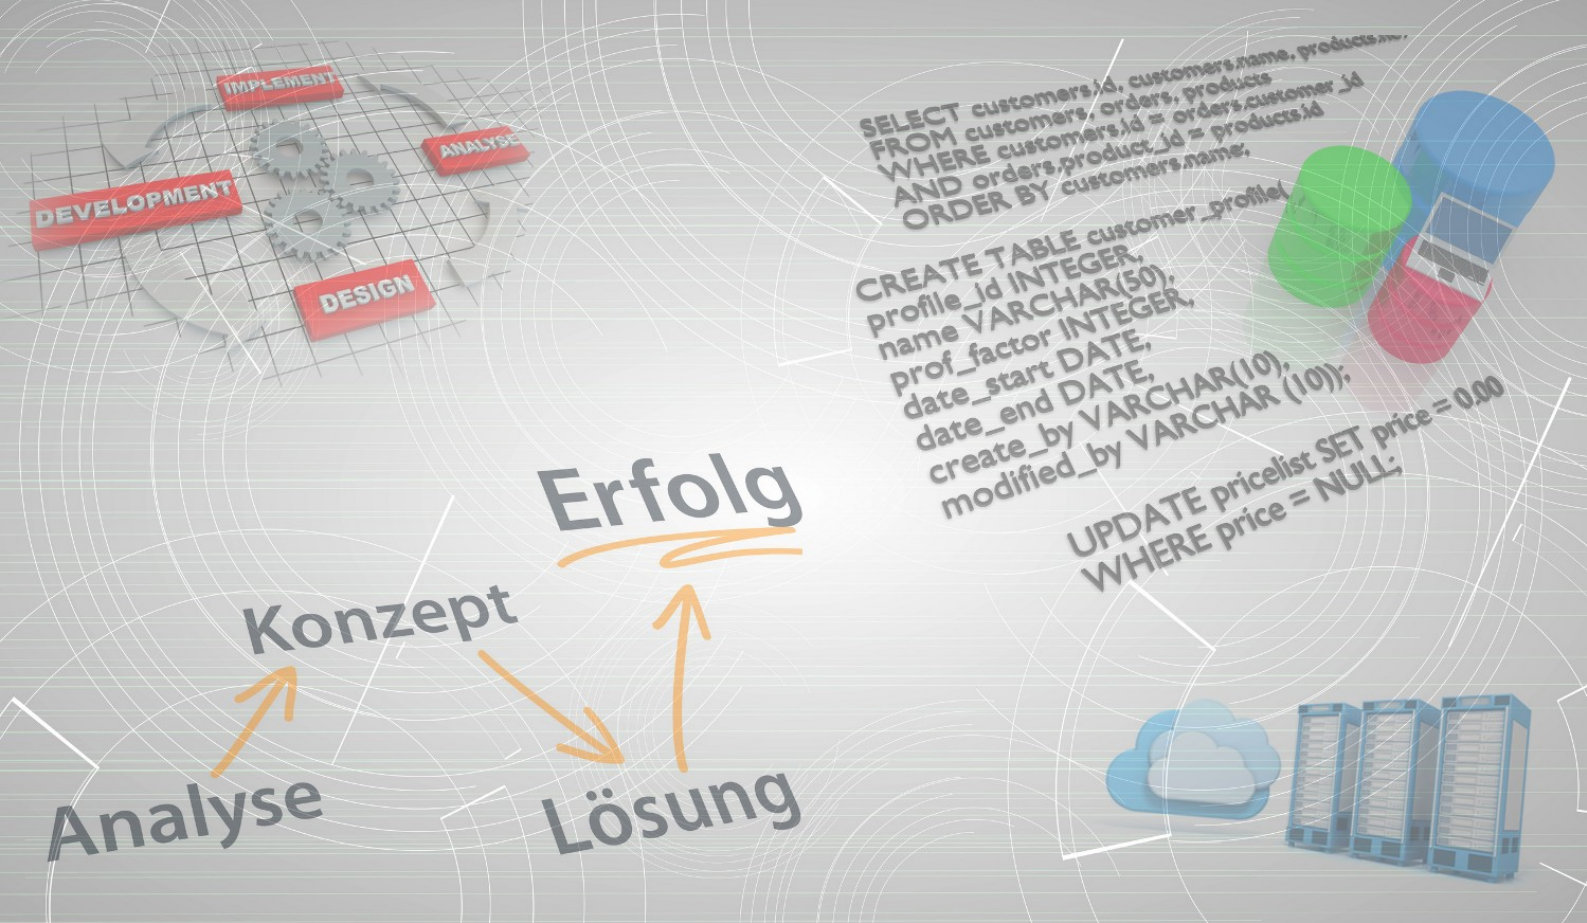 IMPLEMENT
ANALYSE
DEVELOPMENT
DESIGN
SELECT customers.id, customers.name, products.no,
FROM customers, orders, products
WHERE customers.id = orders.customer_id
AND orders.product_id = products.id
ORDER BY customers.name;
CREATE TABLE customer_profile(
profile_id INTEGER,
name VARCHAR(50),
prof_factor INTEGER,
date_start DATE,
date_end DATE,
create_by VARCHAR(10),
modified_by VARCHAR (10));
UPDATE pricelist SET price = 0.00
WHERE price = NULL;
Erfolg
Konzept
Analyse
Lösung